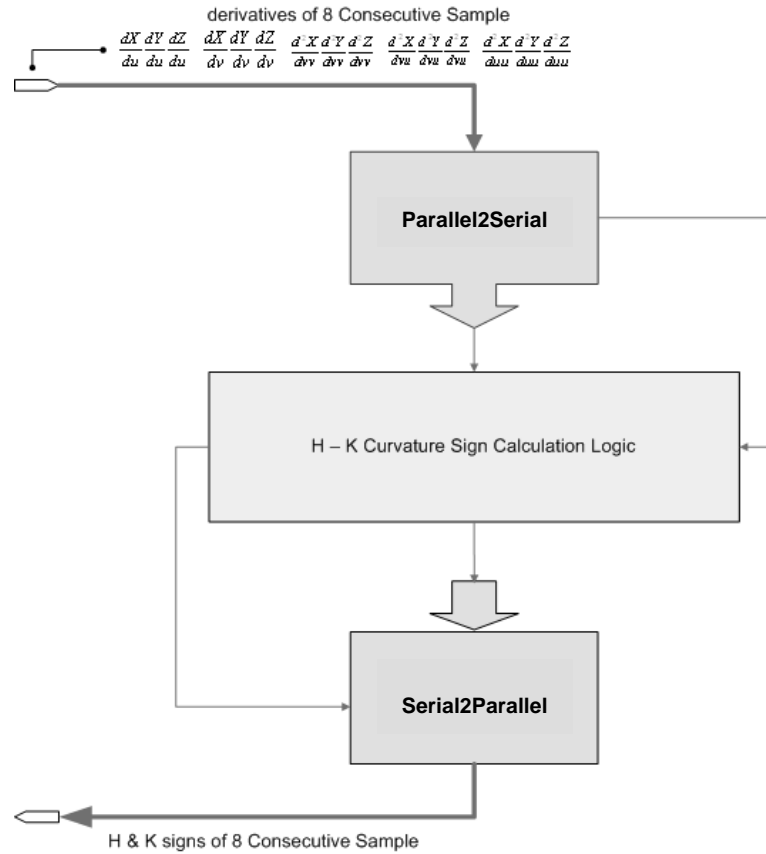 derivatives of 8 Consecutive Sample
dX/du dY/du dZ/du dX/dv dY/dv dZ/dv d²X/dvv d²Y/dvv d²Z/dvv d²X/dvu d²Y/dvu d²Z/dvu d²X/duu d²Y/duu d²Z/duu
Parallel2Serial
H – K Curvature Sign Calculation Logic
Serial2Parallel
H & K signs of 8 Consecutive Sample